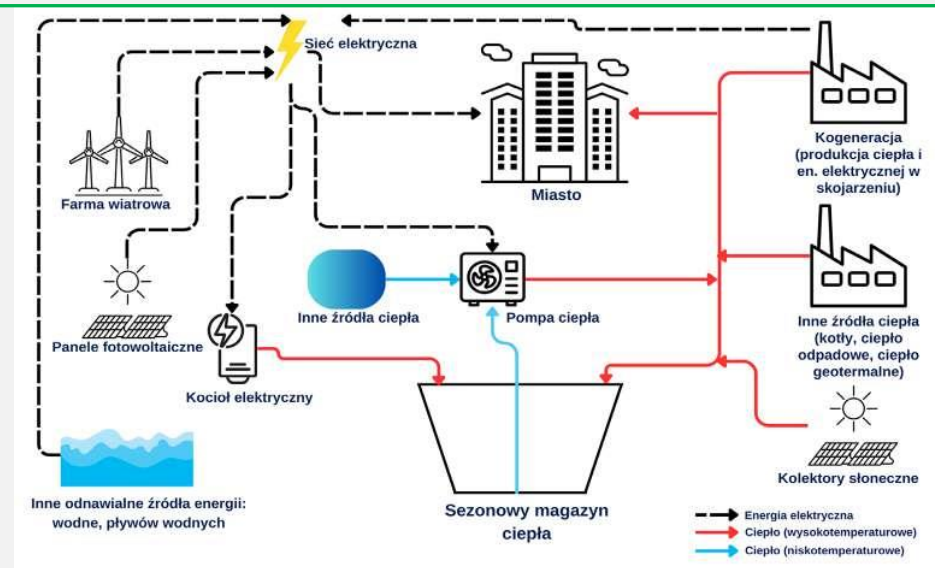 Sieć elektryczna
Farma wiatrowa
Miasto
Kogeneracja
(produkcja ciepła i
en. elektrycznej w
skojarzeniu)
Panele fotowoltaiczne
Inne źródła ciepła
Pompa ciepła
Inne źródła ciepła
(kotły, ciepło
odpadowe, ciepło
geotermalne)
Kocioł elektryczny
Kolektory słoneczne
Inne odnawialne źródła energii:
wodne, pływów wodnych
Sezonowy magazyn
ciepła
Energia elektryczna
Ciepło (wysokotemperaturowe)
Ciepło (niskotemperaturowe)